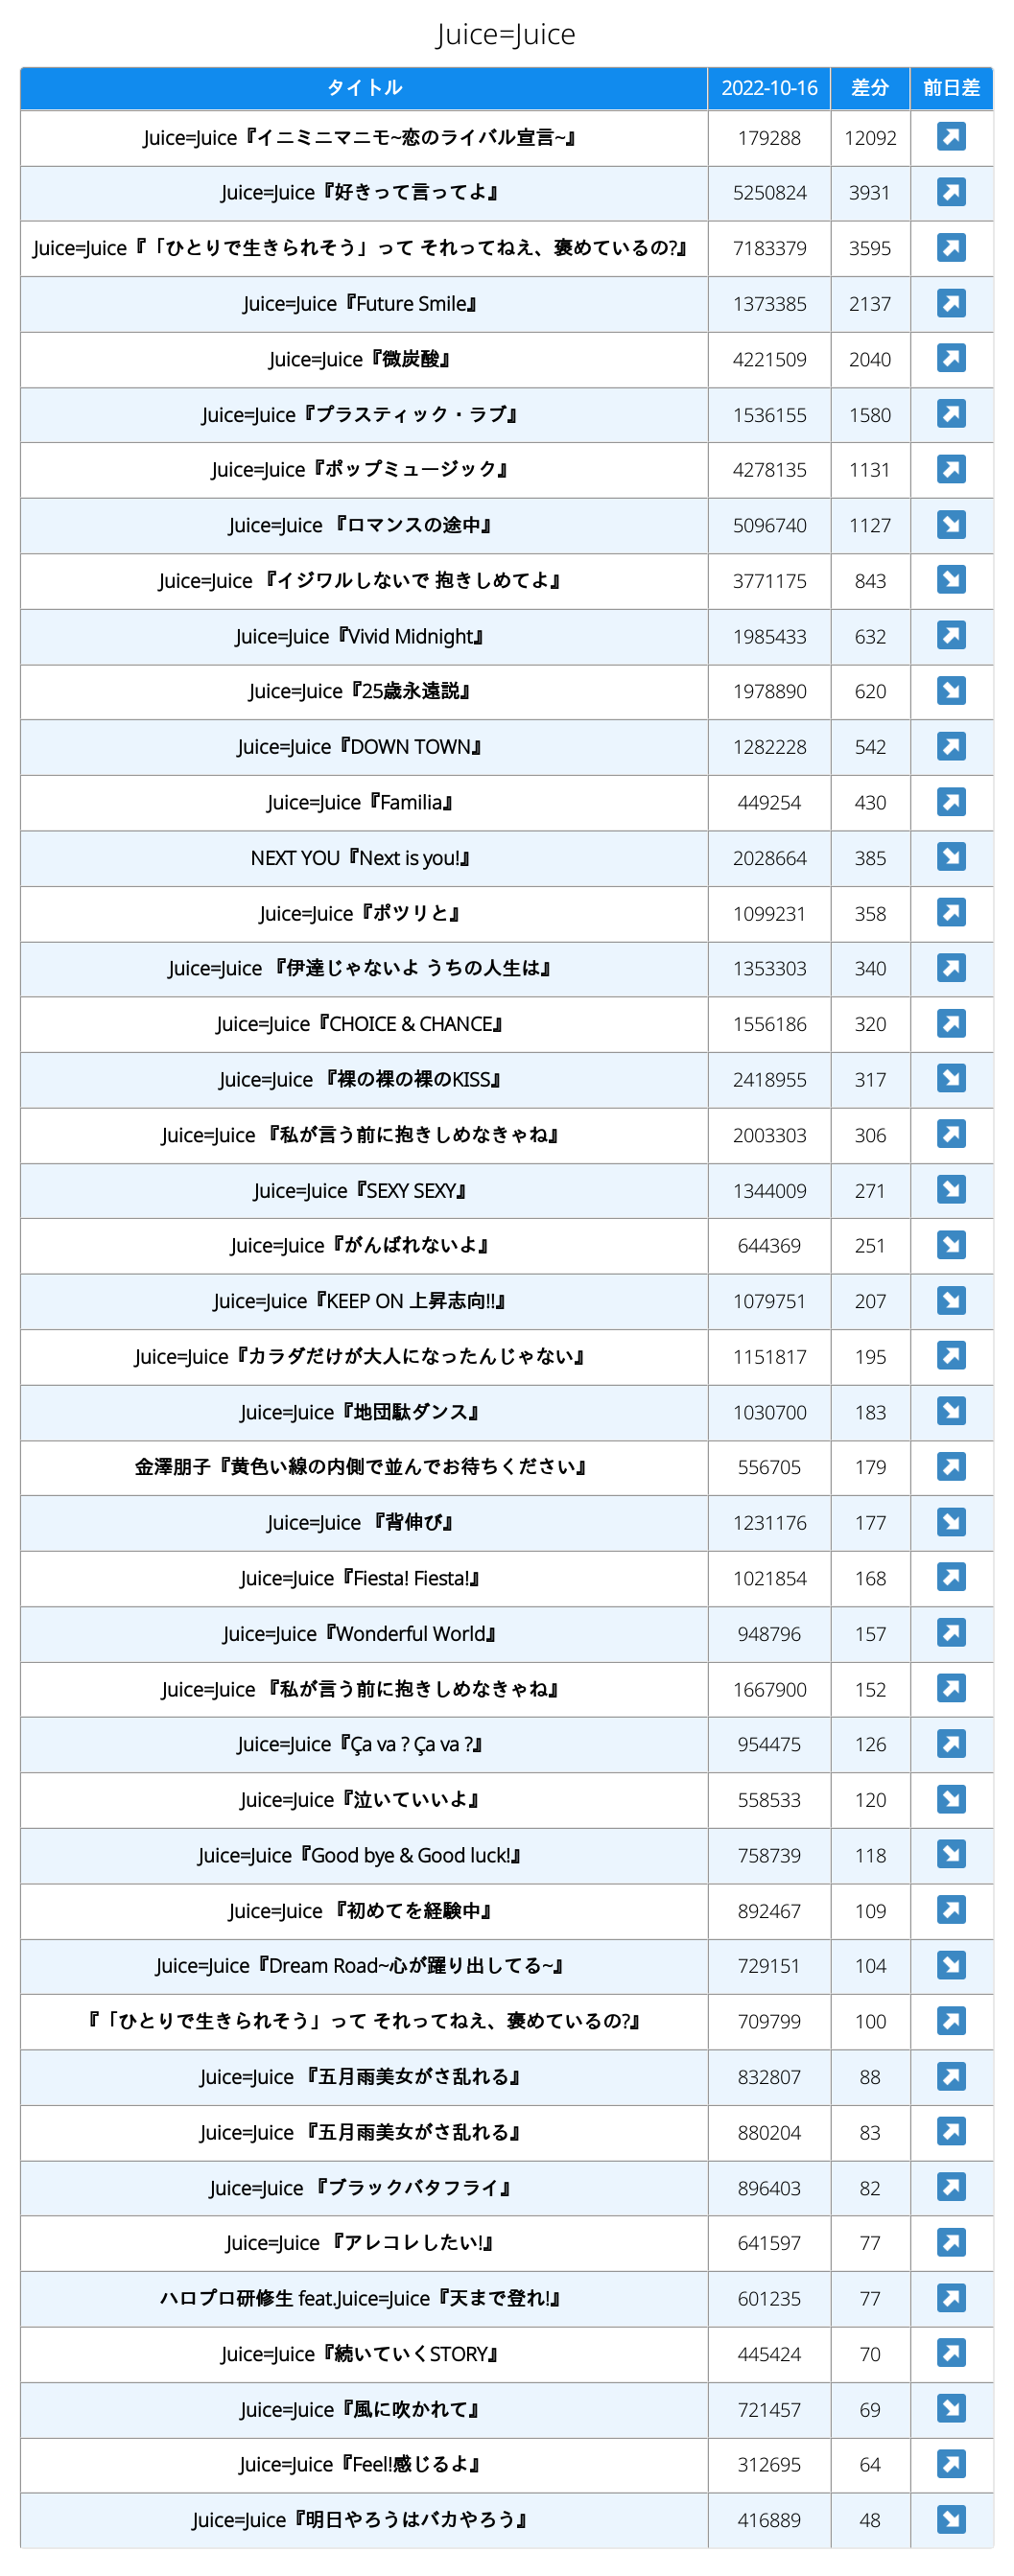 Juice=Juice
タイトル 2022-10-16 差分 前日差
Juice=Juice『イニミニマニモ~恋のライバル宣言~』 179288 12092 ↗
Juice=Juice『好きって言ってよ』 5250824 3931 ↗
Juice=Juice『「ひとりで生きられそう」って それってねえ、褒めているの?』 7183379 3595 ↗
Juice=Juice『Future Smile』 1373385 2137 ↗
Juice=Juice『微炭酸』 4221509 2040 ↗
Juice=Juice『プラスティック・ラブ』 1536155 1580 ↗
Juice=Juice『ポップミュージック』 4278135 1131 ↗
Juice=Juice 『ロマンスの途中』 5096740 1127 ↘
Juice=Juice 『イジワルしないで 抱きしめてよ』 3771175 843 ↘
Juice=Juice『Vivid Midnight』 1985433 632 ↗
Juice=Juice『25歳永遠説』 1978890 620 ↘
Juice=Juice『DOWN TOWN』 1282228 542 ↗
Juice=Juice『Familia』 449254 430 ↗
NEXT YOU『Next is you!』 2028664 385 ↘
Juice=Juice『ポツリと』 1099231 358 ↗
Juice=Juice 『伊達じゃないよ うちの人生は』 1353303 340 ↗
Juice=Juice『CHOICE & CHANCE』 1556186 320 ↗
Juice=Juice 『裸の裸の裸のKISS』 2418955 317 ↘
Juice=Juice 『私が言う前に抱きしめなきゃね』 2003303 306 ↗
Juice=Juice『SEXY SEXY』 1344009 271 ↘
Juice=Juice『がんばれないよ』 644369 251 ↘
Juice=Juice『KEEP ON 上昇志向!!』 1079751 207 ↘
Juice=Juice『カラダだけが大人になったんじゃない』 1151817 195 ↗
Juice=Juice『地団駄ダンス』 1030700 183 ↘
金澤朋子『黄色い線の内側で並んでお待ちください』 556705 179 ↗
Juice=Juice 『背伸び』 1231176 177 ↘
Juice=Juice『Fiesta! Fiesta!』 1021854 168 ↗
Juice=Juice『Wonderful World』 948796 157 ↗
Juice=Juice 『私が言う前に抱きしめなきゃね』 1667900 152 ↗
Juice=Juice『Ça va ? Ça va ?』 954475 126 ↗
Juice=Juice『泣いていいよ』 558533 120 ↘
Juice=Juice『Good bye & Good luck!』 758739 118 ↘
Juice=Juice 『初めてを経験中』 892467 109 ↗
Juice=Juice『Dream Road~心が躍り出してる~』 729151 104 ↘
『「ひとりで生きられそう」って それってねえ、褒めているの?』 709799 100 ↗
Juice=Juice 『五月雨美女がさ乱れる』 832807 88 ↗
Juice=Juice 『五月雨美女がさ乱れる』 880204 83 ↗
Juice=Juice 『ブラックバタフライ』 896403 82 ↗
Juice=Juice 『アレコレしたい!』 641597 77 ↗
ハロプロ研修生 feat.Juice=Juice『天まで登れ!』 601235 77 ↗
Juice=Juice『続いていくSTORY』 445424 70 ↗
Juice=Juice『風に吹かれて』 721457 69 ↘
Juice=Juice『Feel!感じるよ』 312695 64 ↗
Juice=Juice『明日やろうはバカやろう』 416889 48 ↘